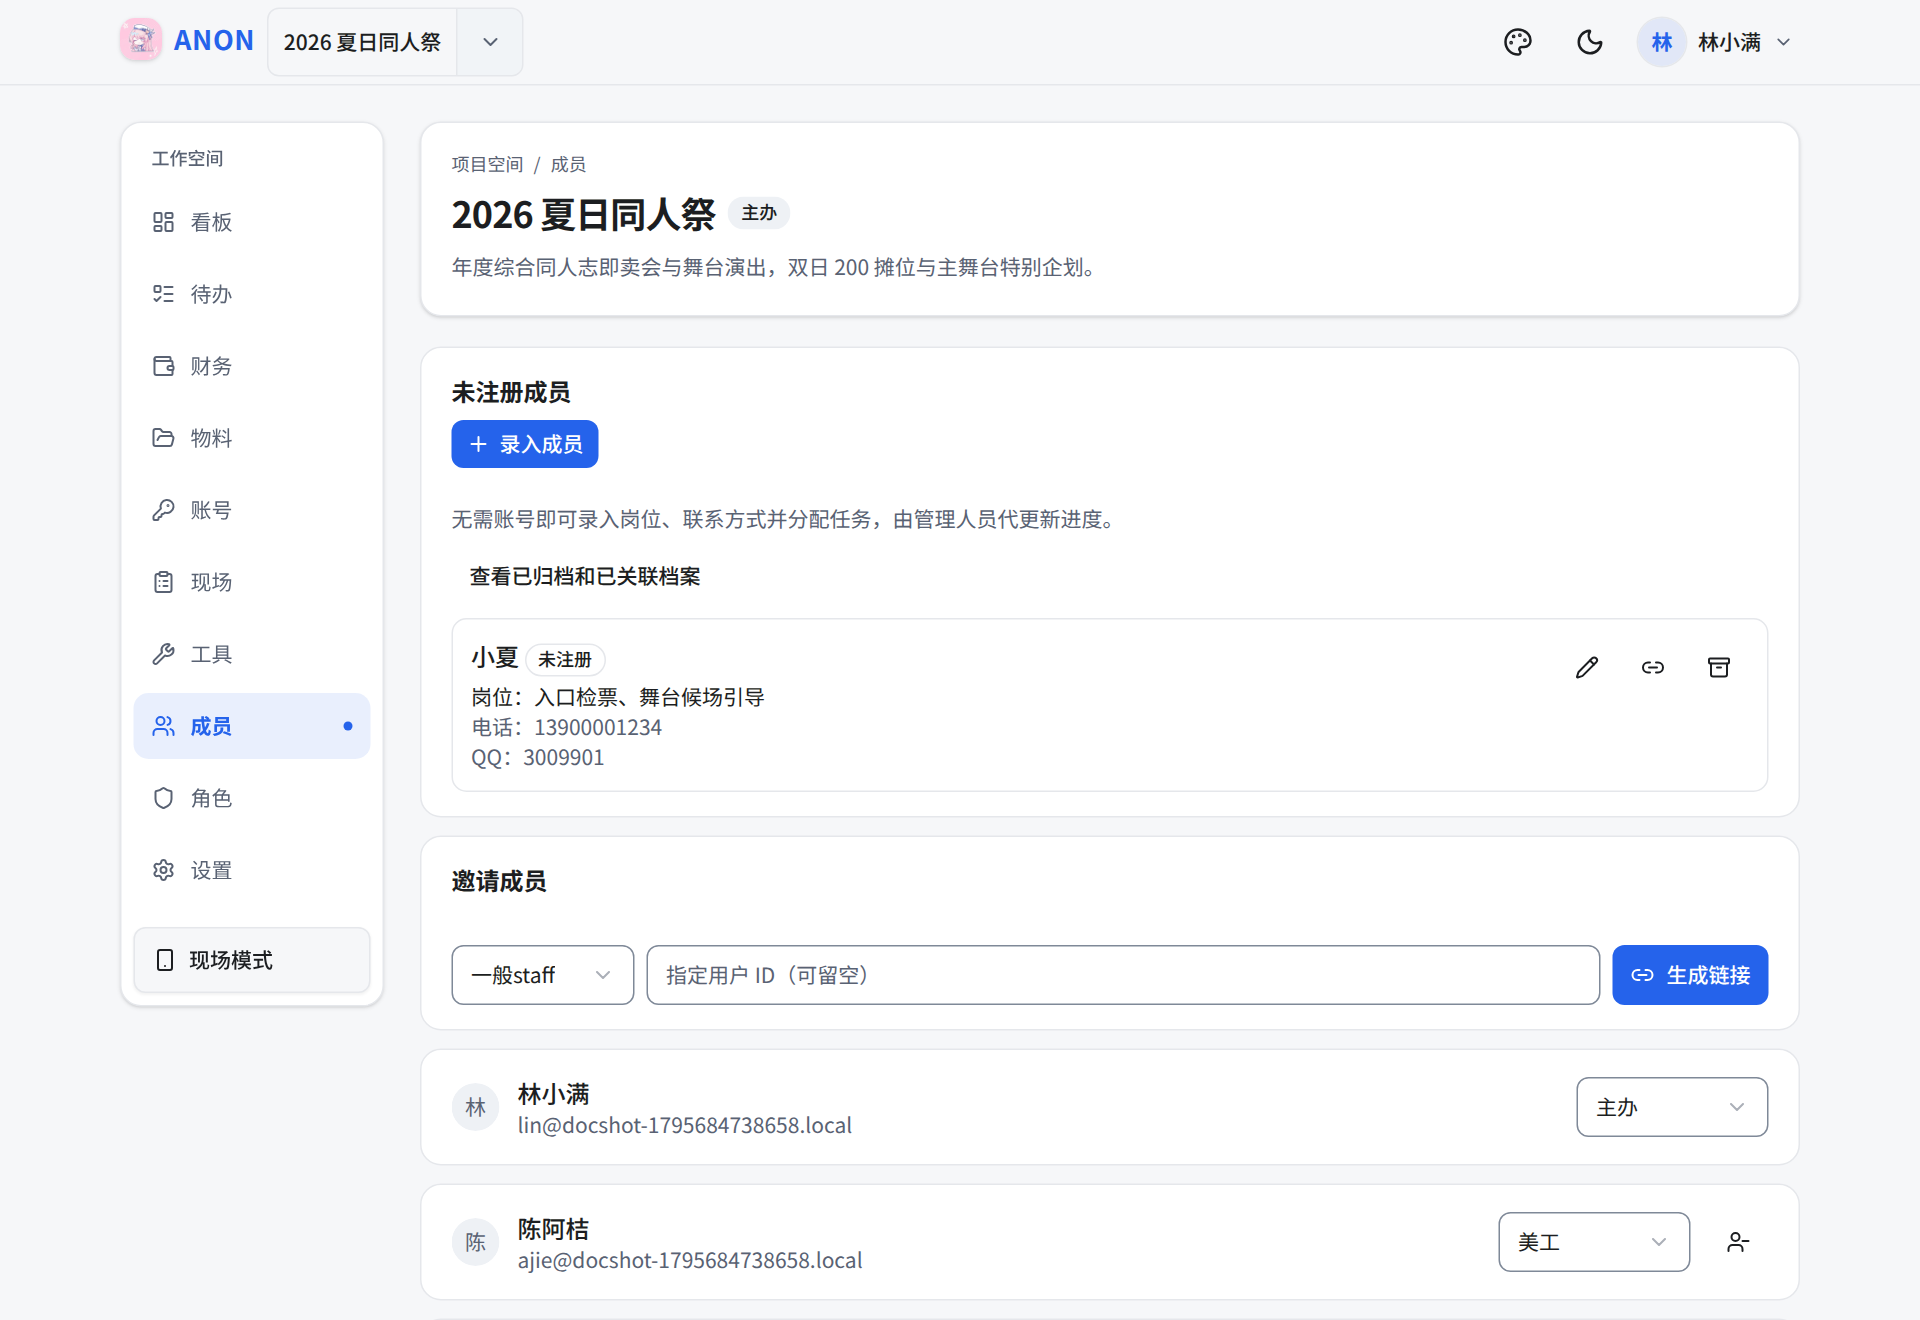 ANON
2026 夏日同人祭
林
林小满
工作空间
看板
待办
财务
物料
账号
现场
工具
成员
角色
设置
现场模式
项目空间 / 成员
2026 夏日同人祭 主办
年度综合同人志即卖会与舞台演出，双日 200 摊位与主舞台特别企划。
未注册成员
录入成员
无需账号即可录入岗位、联系方式并分配任务，由管理人员代更新进度。
查看已归档和已关联档案
小夏 未注册
岗位：入口检票、舞台候场引导
电话：13900001234
QQ：3009901
邀请成员
一般staff
指定用户 ID（可留空）
生成链接
林
林小满
lin@docshot-1795684738658.local
主办
陈
陈阿桔
ajie@docshot-1795684738658.local
美工